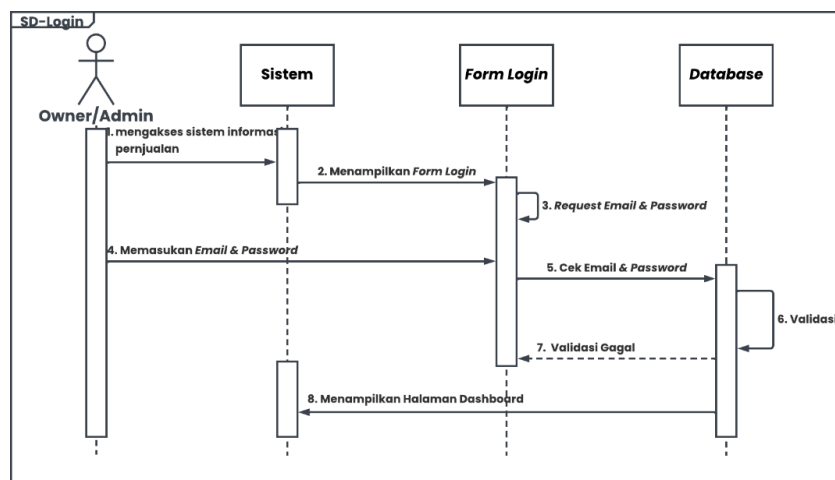 SD-Login
Sistem
Form Login
Database
Owner/Admin
1. mengakses sistem informas
pernjualan
2. Menampilkan Form Login
3. Request Email & Password
4. Memasukan Email & Password
5. Cek Email & Password
6. Validasi
7. Validasi Gagal
8. Menampilkan Halaman Dashboard